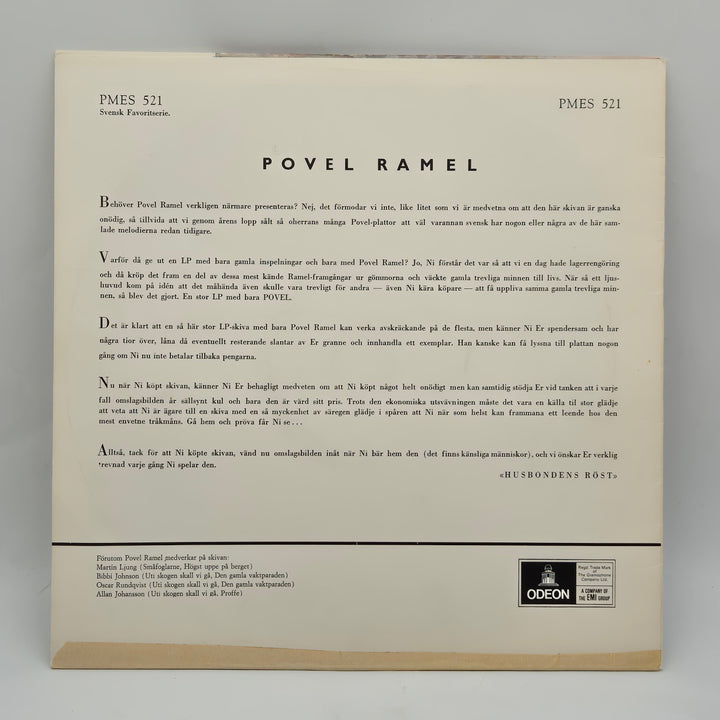 PMES 521
Svensk Favoritserie.
PMES 521
POVEL RAMEL
Behöver Povel Ramel verkligen närmare presenteras? Nej, det förmodar vi inte, like litet som vi är medvetna om att den här skivan är ganska
onödig, så tillvida att vi genom årens lopp sålt så oherrans många Povel-plattor att väl varannan svensk har nogon eller några av de här sam-
lade melodierna redan tidigare.
Varför då ge ut en LP med bara gamla inspelningar och bara med Povel Ramel? Jo, Ni förstår det var så att vi en dag hade lagerrengöring
och då kröp det fram en del av dessa mest kände Ramel-framgångar ur gömmorna och väckte gamla trevliga minnen till livs. När så ett ljus-
huvud kom på idén att det måhända även skulle vara trevligt för andra — även Ni kära köpare — att få uppliva samma gamla trevliga min-
nen, så blev det gjort. En stor LP med bara POVEL.
Det är klart att en så här stor LP-skiva med bara Povel Ramel kan verka avskräckande på de flesta, men känner Ni Er spendersam och har
några tior över, låna då eventuellt resterande slantar av Er granne och innhandla ett exemplar. Han kanske kan få lyssna till plattan nogon
gång om Ni nu inte betalar tilbaka pengarna.
Nu när Ni köpt skivan, känner Ni Er behagligt medveten om att Ni köpt något helt onödigt men kan samtidig stödja Er vid tanken att i varje
fall omslagsbilden år sällsynt kul och bara den är värd sitt pris. Trots den ekonomiska utsvävningen måste det vara en källa til stor glädje
att veta att Ni är ägare till en skiva med en så myckenhet av säregen glädje i spåren att Ni när som helst kan frammana ett leende hos den
mest envetne tråkmåns. Gå hem och pröva får Ni se...
Alltså, tack för att Ni köpte skivan, vänd nu omslagsbilden inåt när Ni bär hem den (det finns känsliga människor), och vi önskar Er verklig
trevnad varje gång Ni spelar den.
«HUSBONDENS RÖST»
Förutom Povel Ramel medverkar på skivan:
Martin Ljung (Småfoglarne, Högst uppe på berget)
Bibbi Johnson (Uti skogen skall vi gå, Den gamla vaktparaden)
Oscar Rundqvist (Uti skogen skall vi gå, Den gamla vaktparaden)
Allan Johansson (Uti skogen skall vi gå, Proffe)
ODEON
Regd. Trade Mark
of
The Gramophone
Company Ltd.
A COMPANY OF
THE EMI GROUP